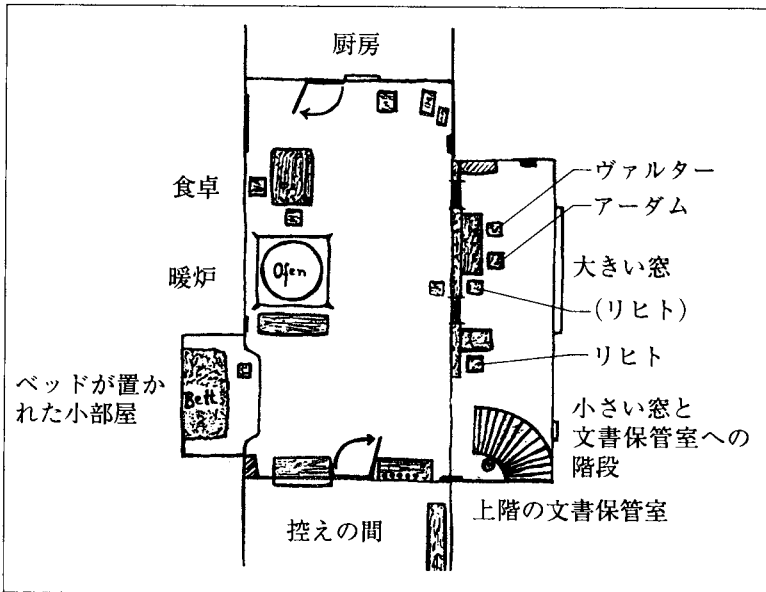 厨房
食卓
暖炉
Ofen
ベッドが置か
れた小部屋
Bett
控えの間
ヴァルター
アーダム
大きい窓
(リヒト)
リヒト
小さい窓と
文書保管室への
階段
上階の文書保管室